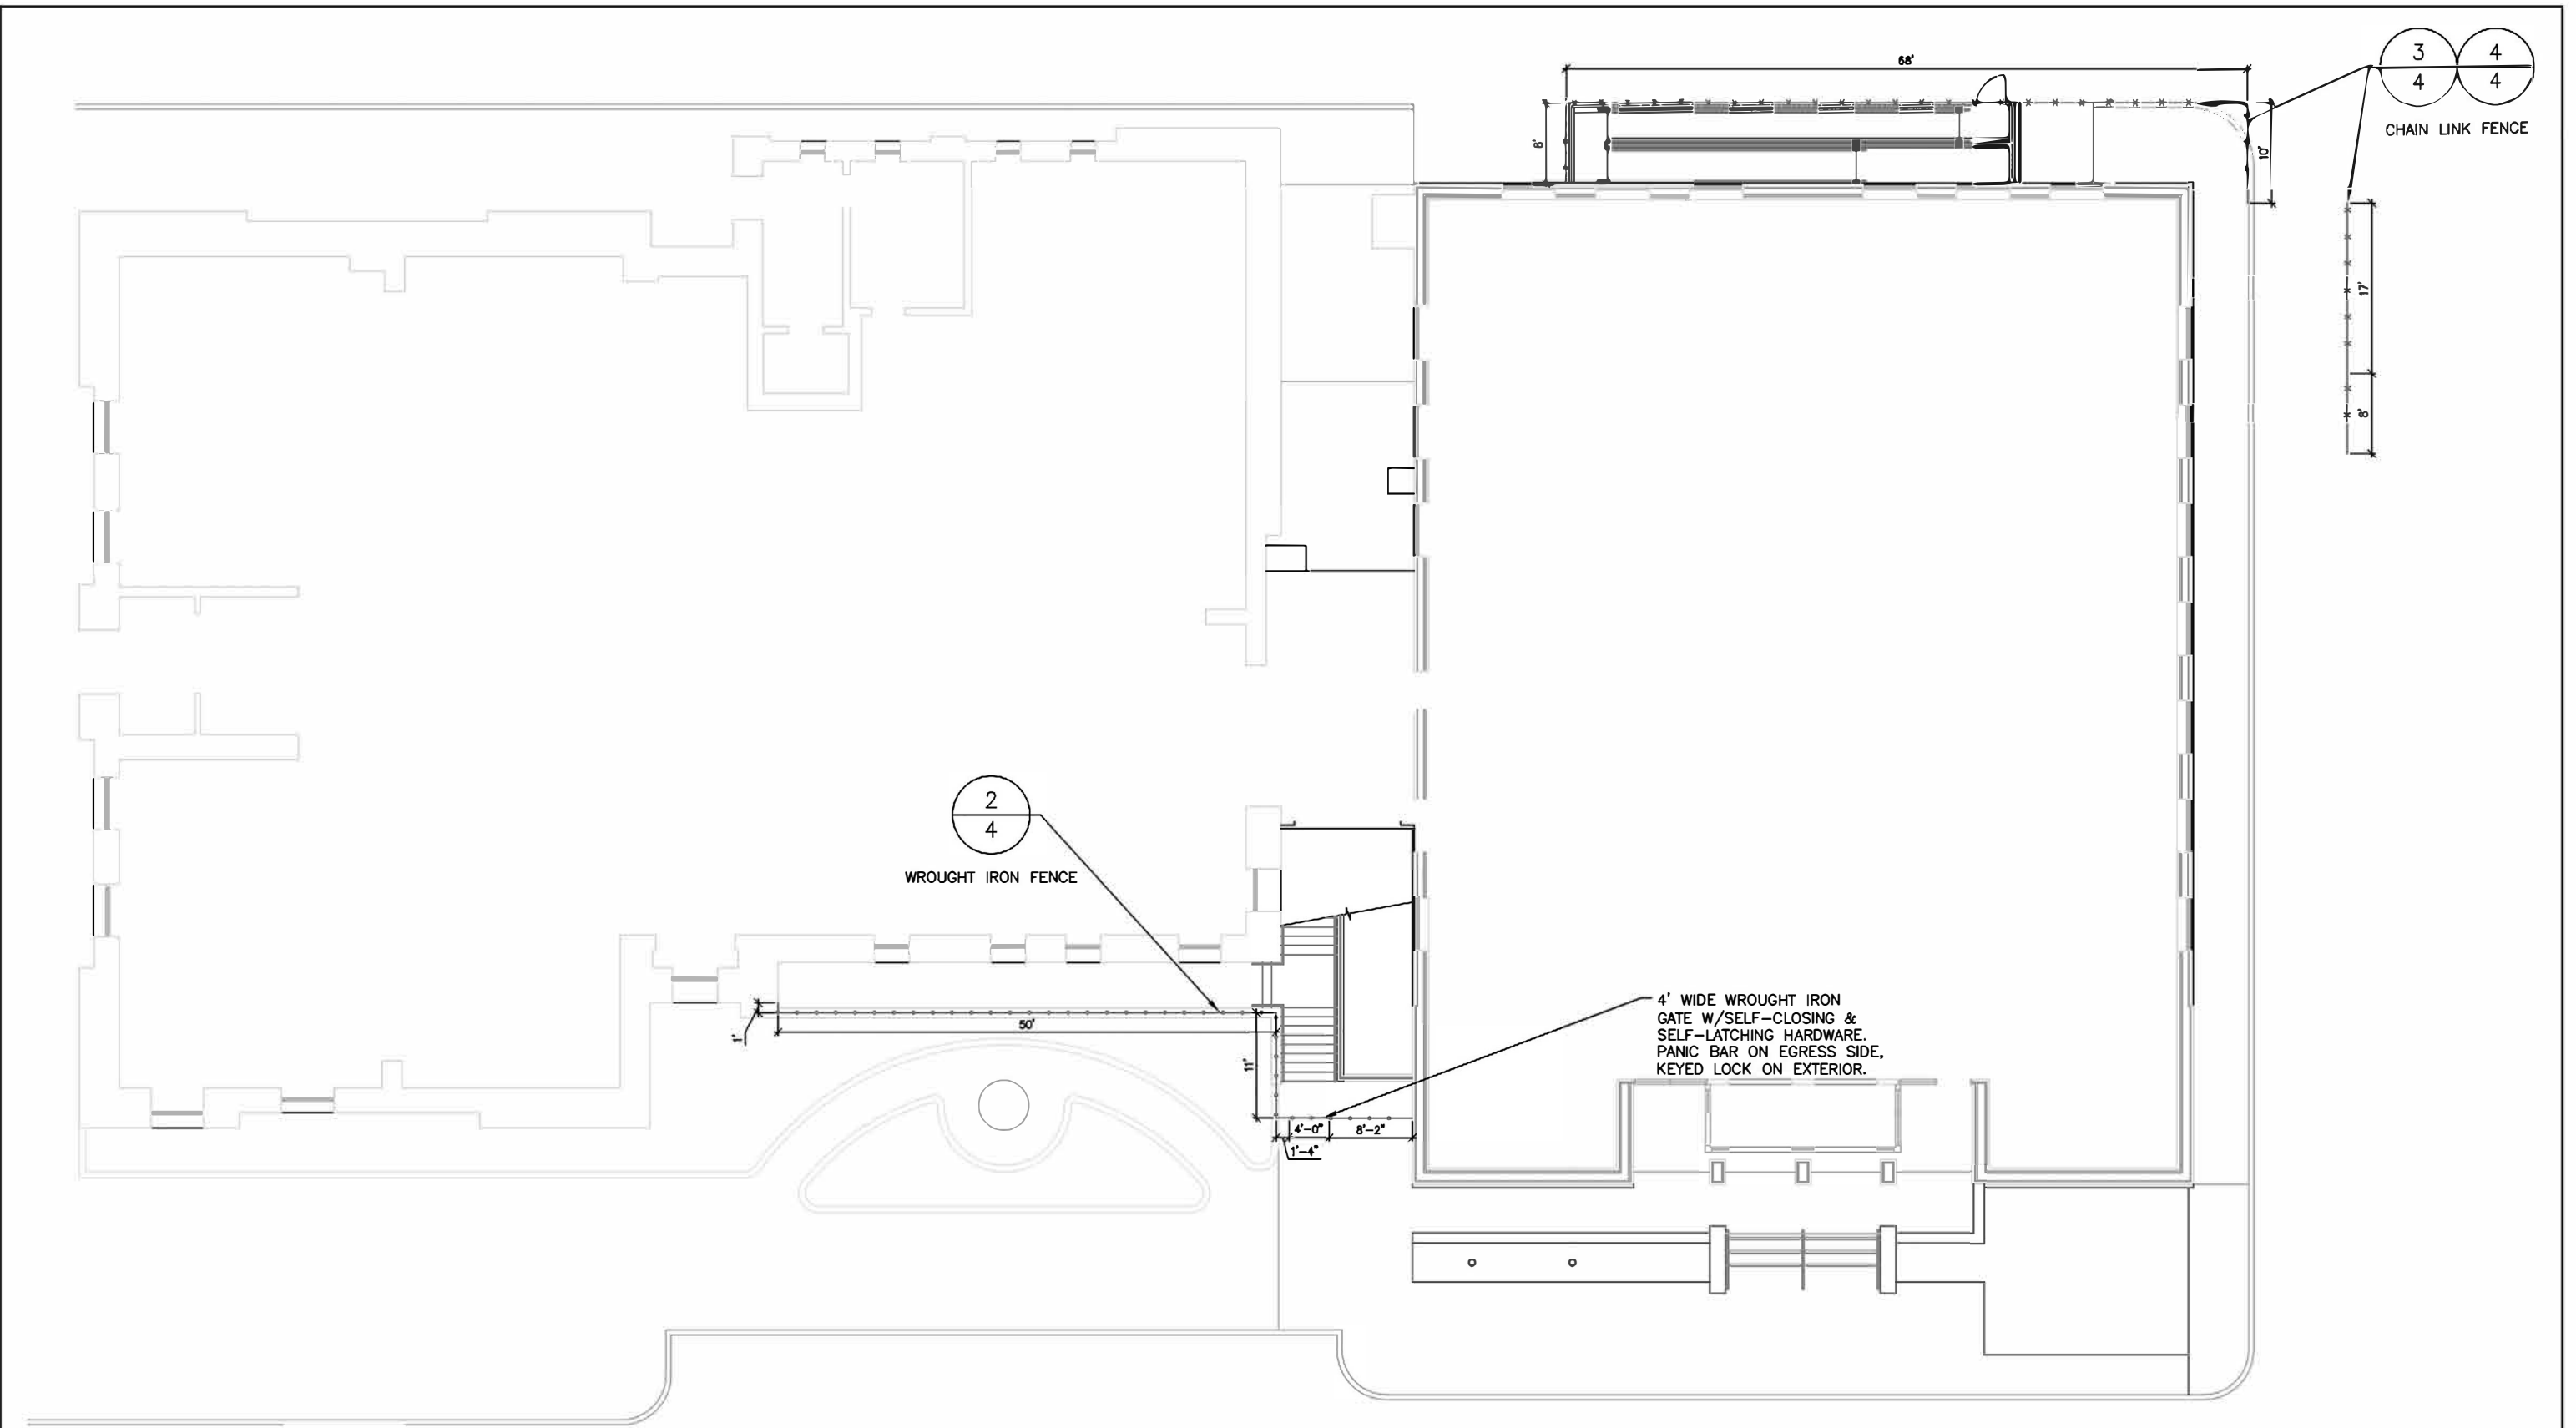 68'
3 4
4 4
CHAIN LINK FENCE
8'
10'
17'
8'
2
4
WROUGHT IRON FENCE
4' WIDE WROUGHT IRON
GATE W/SELF-CLOSING &
SELF-LATCHING HARDWARE.
PANIC BAR ON EGRESS SIDE,
KEYED LOCK ON EXTERIOR.
1'
50'
11'
4'-0" 8'-2"
1'-4"